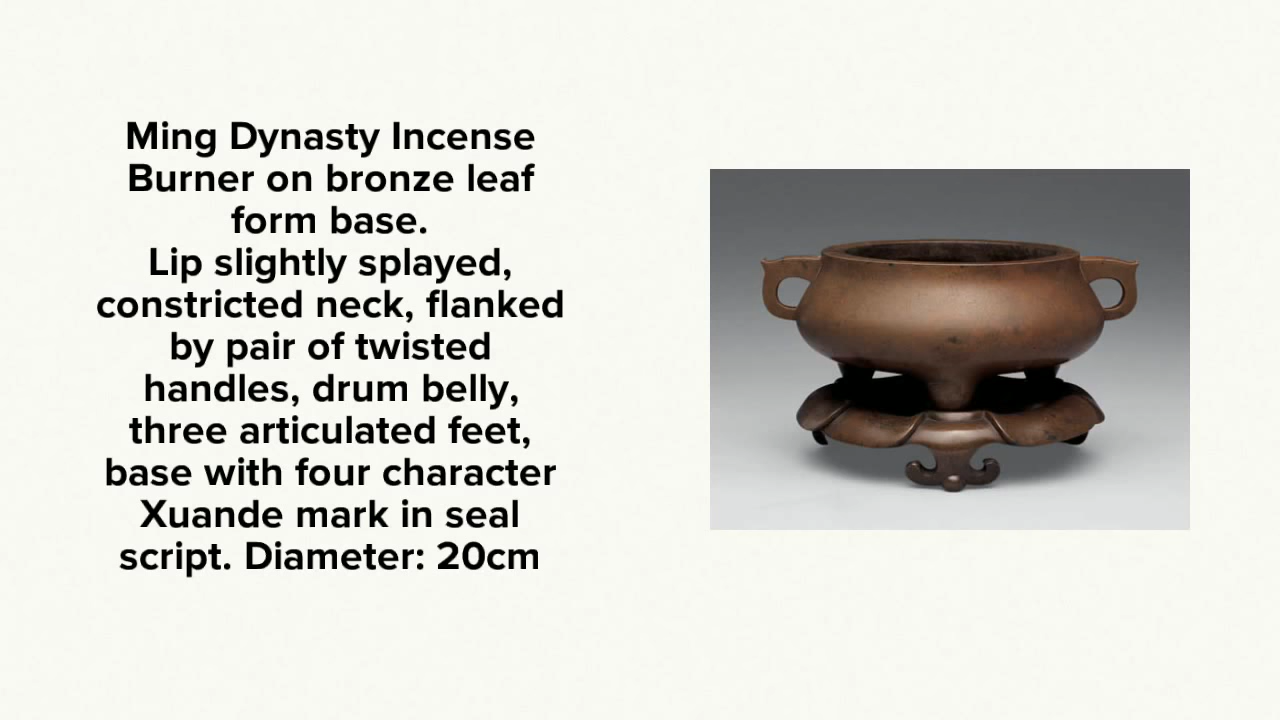 Ming Dynasty Incense
Burner on bronze leaf
form base.
Lip slightly splayed,
constricted neck, flanked
by pair of twisted
handles, drum belly,
three articulated feet,
base with four character
Xuande mark in seal
script. Diameter: 20cm